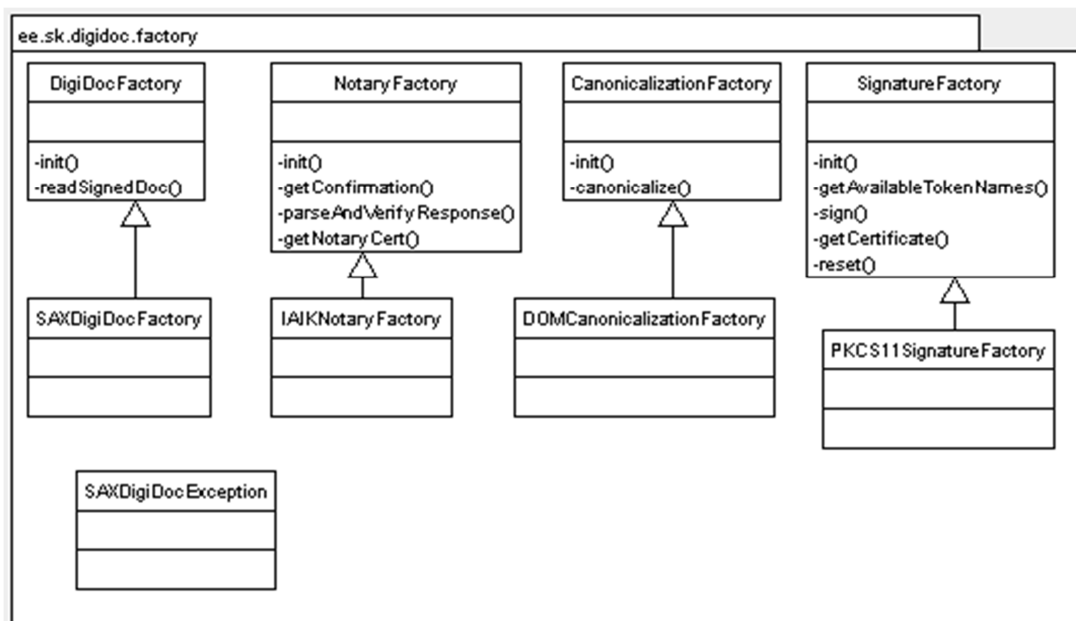 ee.sk.digidoc.factory
DigiDocFactory
-init()
-readSignedDoc()
NotaryFactory
-init()
-getConfirmation()
-parseAndVerifyResponse()
-getNotaryCert()
CanonicalizationFactory
-init()
-canonicalize()
SignatureFactory
-init()
-getAvailableTokenNames()
-sign()
-getCertificate()
-reset()
SAXDigiDocFactory
IAIKNotaryFactory
DOMCanonicalizationFactory
PKCS11SignatureFactory
SAXDigiDocException